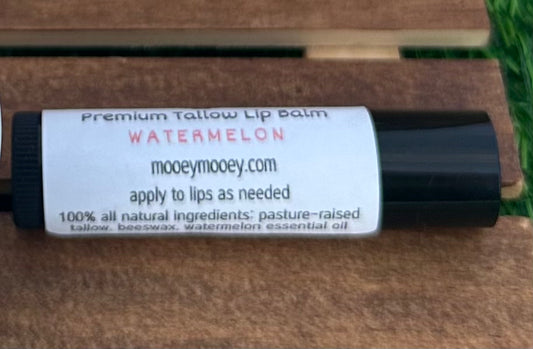 Premium Tallow Lip Balm
WATERMELON
mooeymooey.com
apply to lips as needed
100% all natural ingredients: pasture-raised
tallow, beeswax, watermelon essential oil